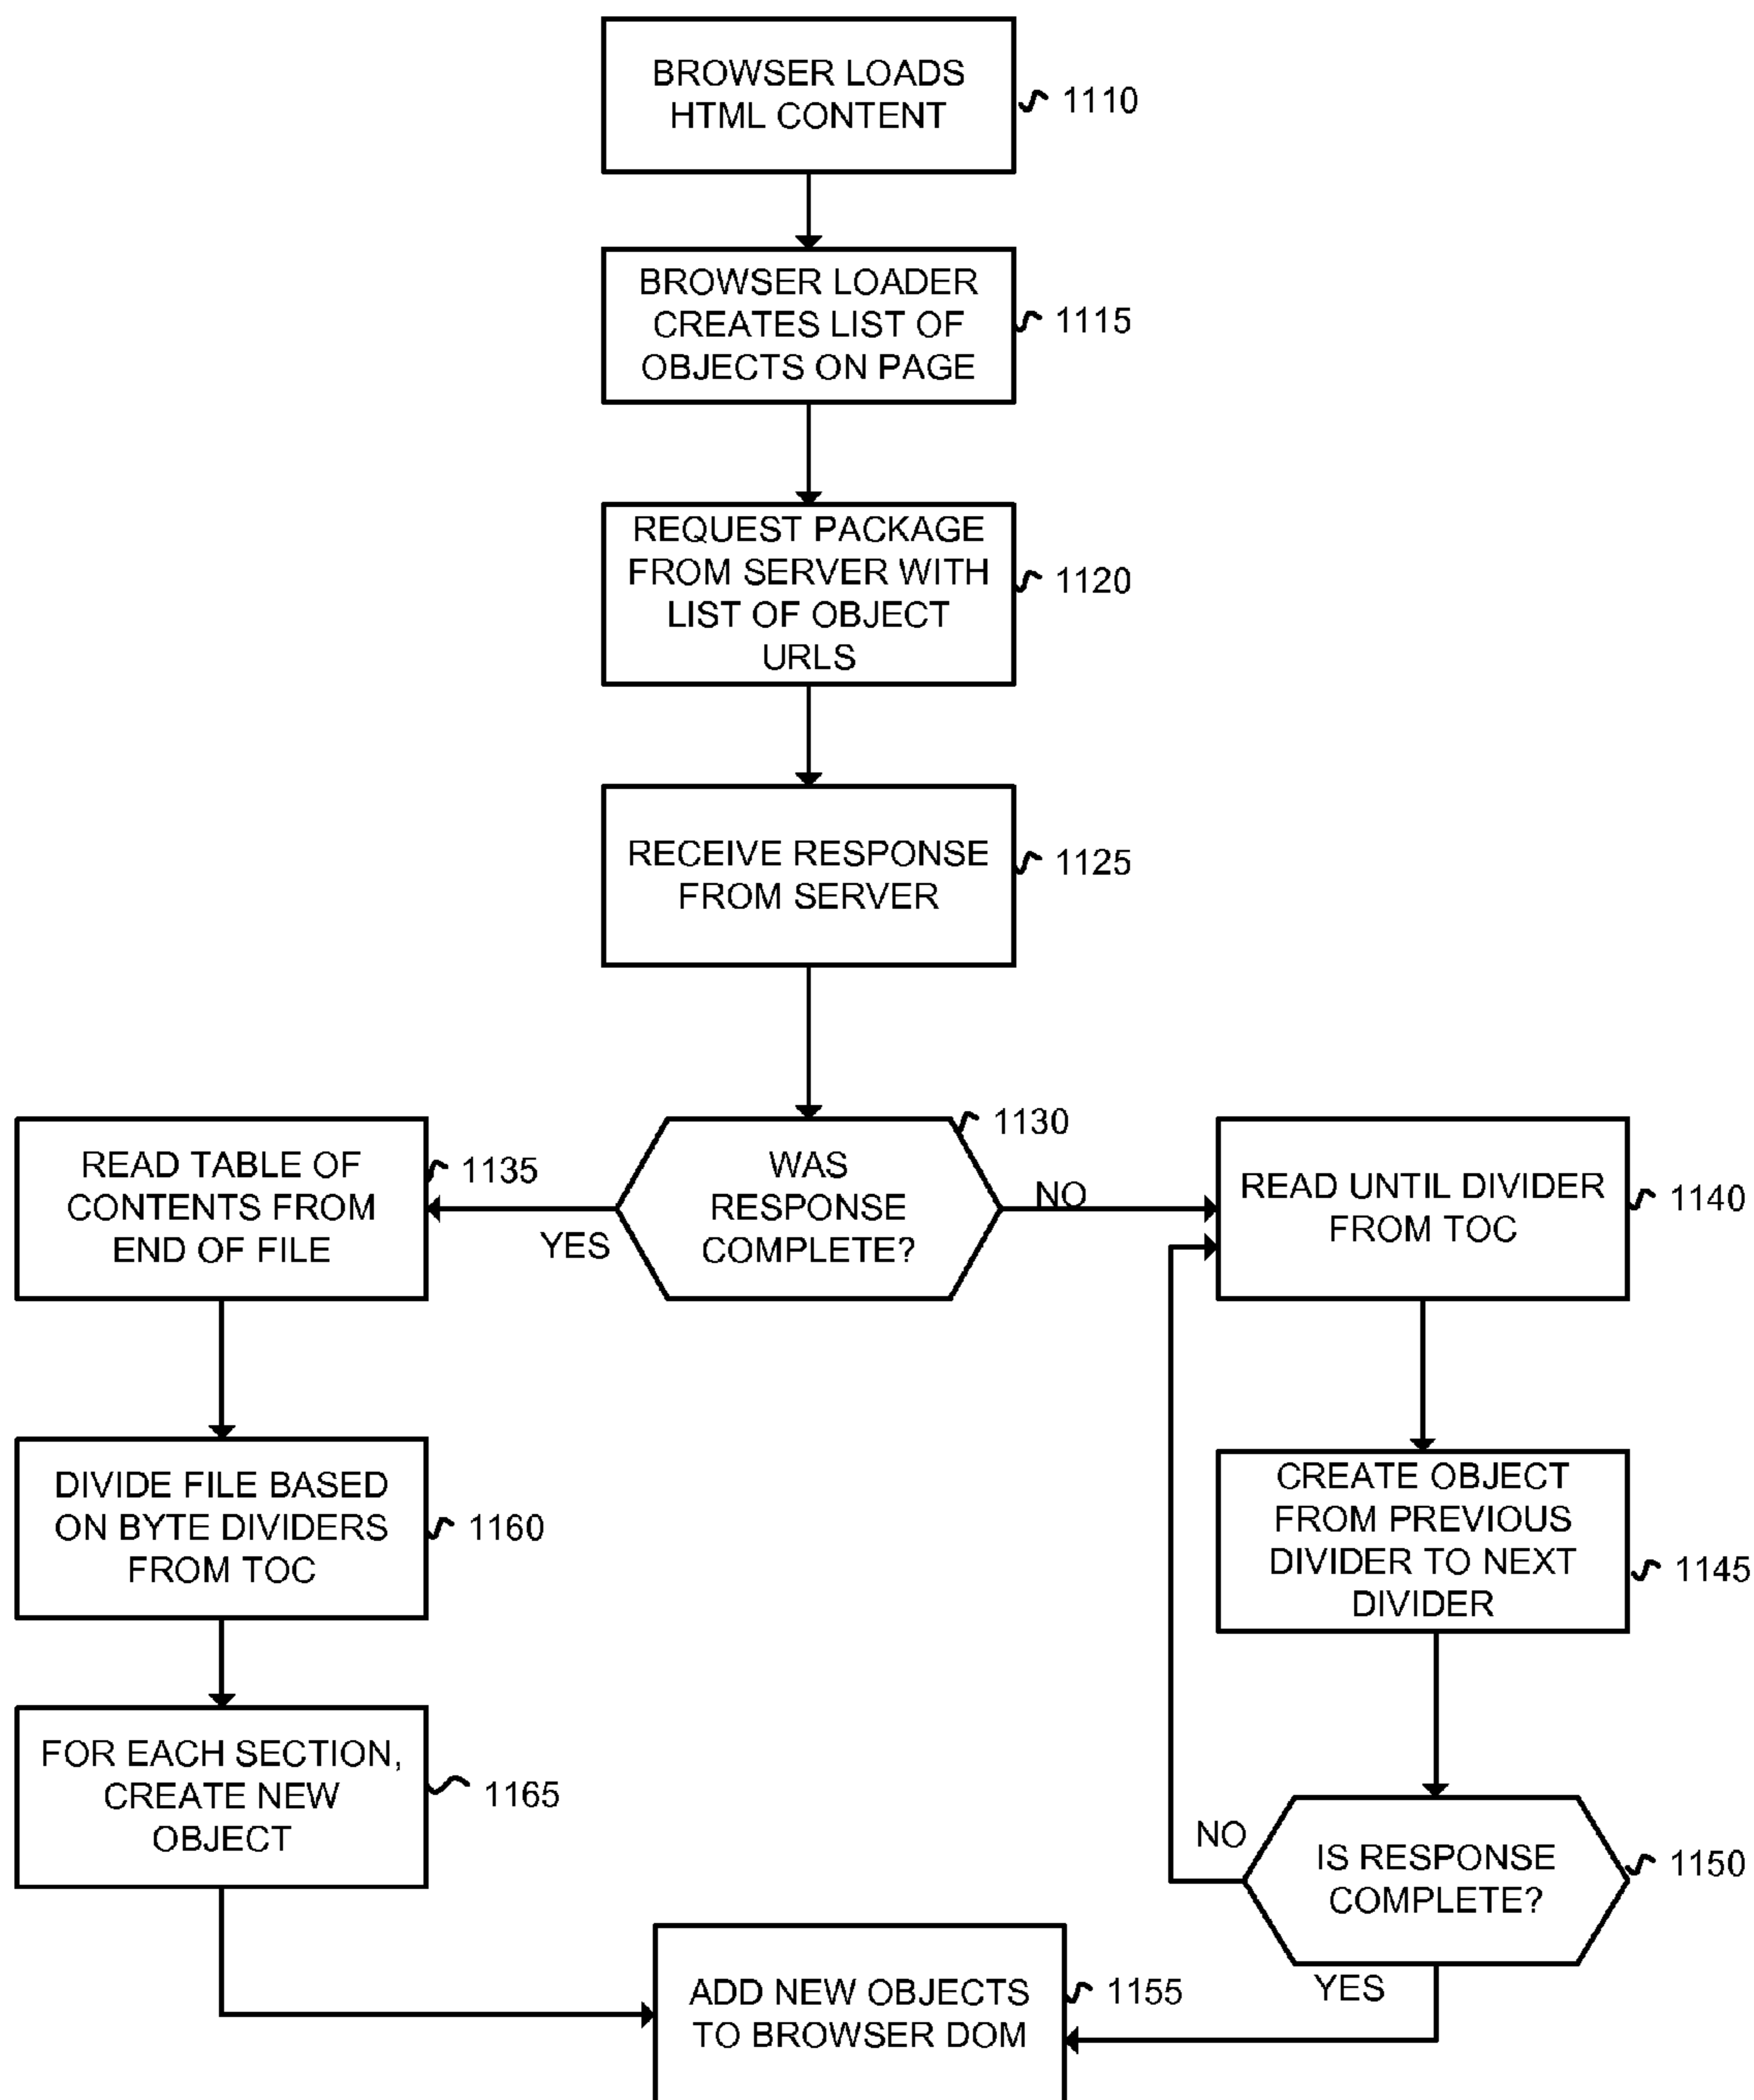 BROWSER LOADS
HTML CONTENT
1110
BROWSER LOADER
CREATES LIST OF
OBJECTS ON PAGE
1115
REQUEST PACKAGE
FROM SERVER WITH
LIST OF OBJECT
URLS
1120
RECEIVE RESPONSE
FROM SERVER
1125
WAS
RESPONSE
COMPLETE?
1130
YES
NO
READ TABLE OF
CONTENTS FROM
END OF FILE
1135
READ UNTIL DIVIDER
FROM TOC
1140
DIVIDE FILE BASED
ON BYTE DIVIDERS
FROM TOC
1160
CREATE OBJECT
FROM PREVIOUS
DIVIDER TO NEXT
DIVIDER
1145
FOR EACH SECTION,
CREATE NEW
OBJECT
1165
NO
IS RESPONSE
COMPLETE?
1150
YES
ADD NEW OBJECTS
TO BROWSER DOM
1155